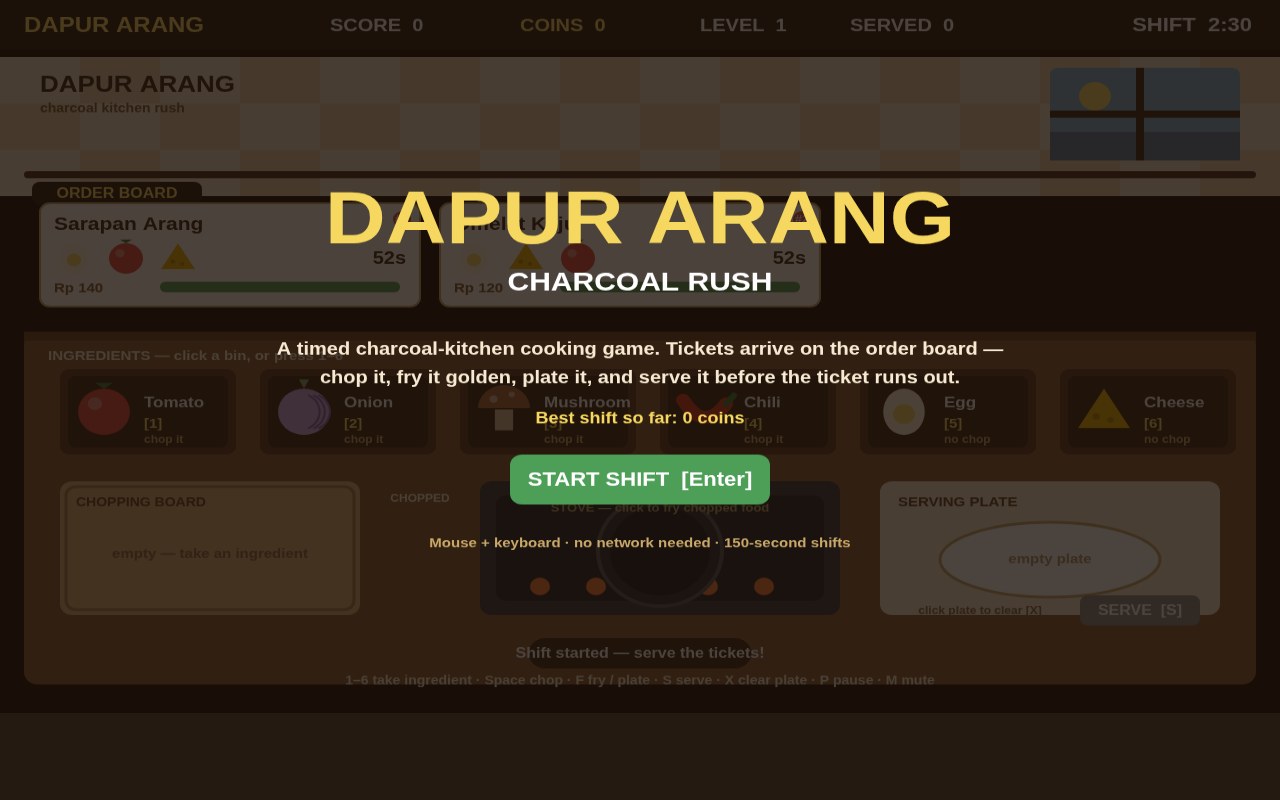 DAPUR ARANG
SCORE 0
COINS 0
LEVEL 1
SERVED 0
SHIFT 2:30
DAPUR ARANG
charcoal kitchen rush
ORDER BOARD
Sarapan Arang
52s
Rp 140
52s
Rp 120
DAPUR ARANG
CHARCOAL RUSH
INGREDIENTS — click a bin, or press 1–6
A timed charcoal-kitchen cooking game. Tickets arrive on the order board —
chop it, fry it golden, plate it, and serve it before the ticket runs out.
Best shift so far: 0 coins
Tomato
[1]
chop it
Onion
[2]
chop it
Mushroom
[3]
chop it
Chili
[4]
chop it
Egg
[5]
no chop
Cheese
[6]
no chop
START SHIFT [Enter]
CHOPPING BOARD
empty — take an ingredient
CHOPPED
STOVE — click to fry chopped food
Mouse + keyboard · no network needed · 150-second shifts
SERVING PLATE
empty plate
click plate to clear [X]
SERVE [S]
Shift started — serve the tickets!
1–6 take ingredient · Space chop · F fry / plate · S serve · X clear plate · P pause · M mute